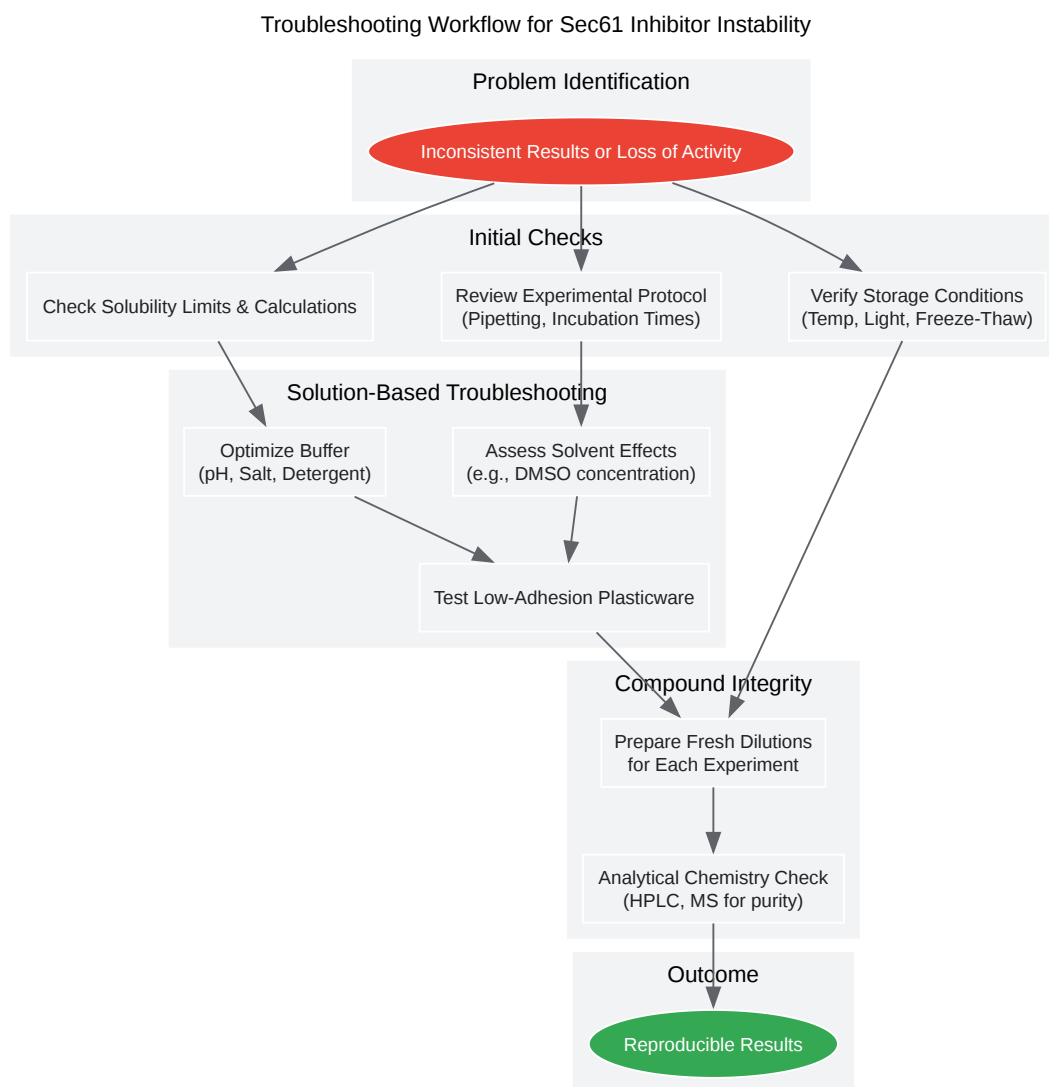 Troubleshooting Workflow for Sec61 Inhibitor Instability
Problem Identification
Inconsistent Results or Loss of Activity
Initial Checks
Check Solubility Limits & Calculations
Review Experimental Protocol
(Pipetting, Incubation Times)
Verify Storage Conditions
(Temp, Light, Freeze-Thaw)
Solution-Based Troubleshooting
Optimize Buffer
(pH, Salt, Detergent)
Assess Solvent Effects
(e.g., DMSO concentration)
Test Low-Adhesion Plasticware
Compound Integrity
Prepare Fresh Dilutions
for Each Experiment
Analytical Chemistry Check
(HPLC, MS for purity)
Outcome
Reproducible Results